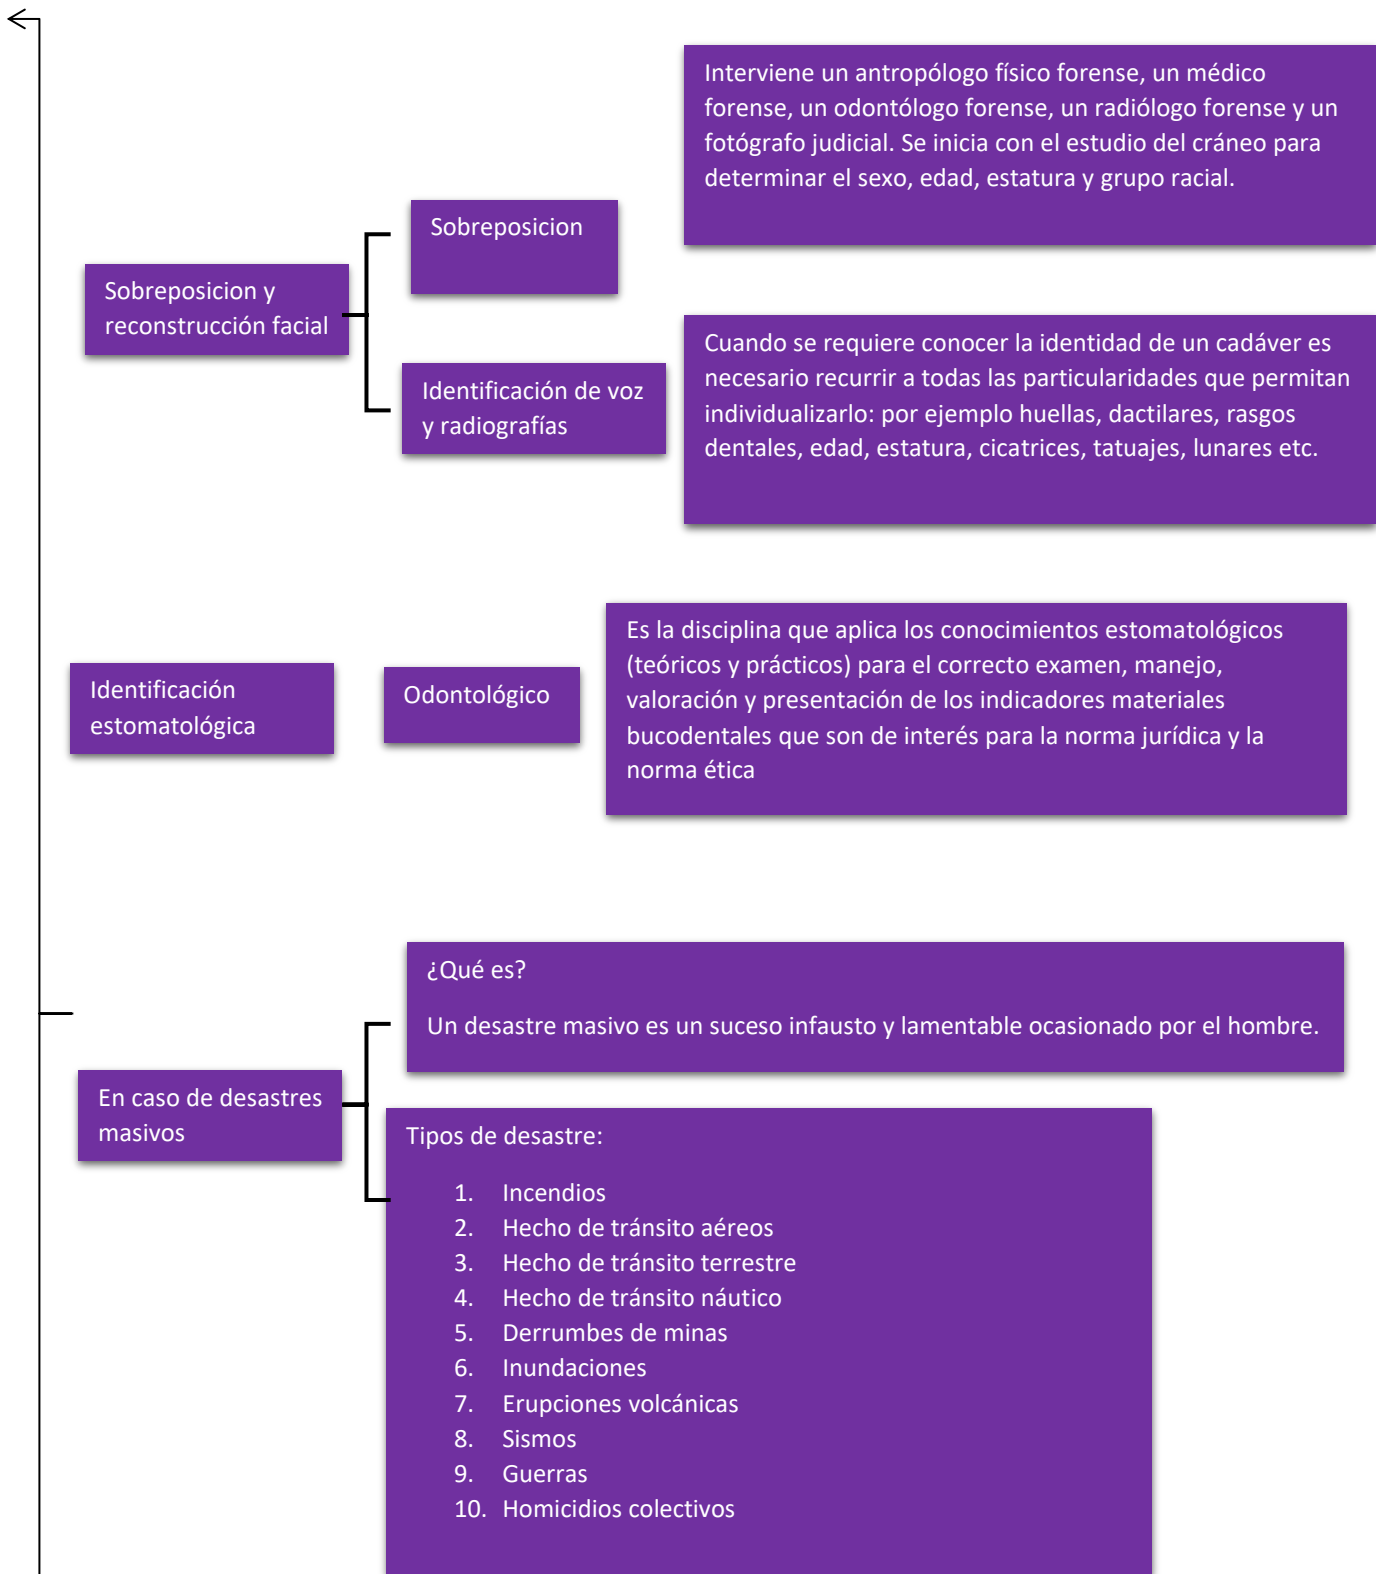 Sobreposicion y
reconstrucción facial
Sobreposicion
Interviene un antropólogo físico forense, un médico
forense, un odontólogo forense, un radiólogo forense y un
fotógrafo judicial. Se inicia con el estudio del cráneo para
determinar el sexo, edad, estatura y grupo racial.
Identificación de voz
y radiografías
Cuando se requiere conocer la identidad de un cadáver es
necesario recurrir a todas las particularidades que permitan
individualizarlo: por ejemplo huellas, dactilares, rasgos
dentales, edad, estatura, cicatrices, tatuajes, lunares etc.
Identificación
estomatológica
Odontológico
Es la disciplina que aplica los conocimientos estomatológicos
(teóricos y prácticos) para el correcto examen, manejo,
valoración y presentación de los indicadores materiales
bucodentales que son de interés para la norma jurídica y la
norma ética
En caso de desastres
masivos
¿Qué es?
Un desastre masivo es un suceso infausto y lamentable ocasionado por el hombre.
Tipos de desastre:
1. Incendios
2. Hecho de tránsito aéreos
3. Hecho de tránsito terrestre
4. Hecho de tránsito náutico
5. Derrumbes de minas
6. Inundaciones
7. Erupciones volcánicas
8. Sismos
9. Guerras
10. Homicidios colectivos